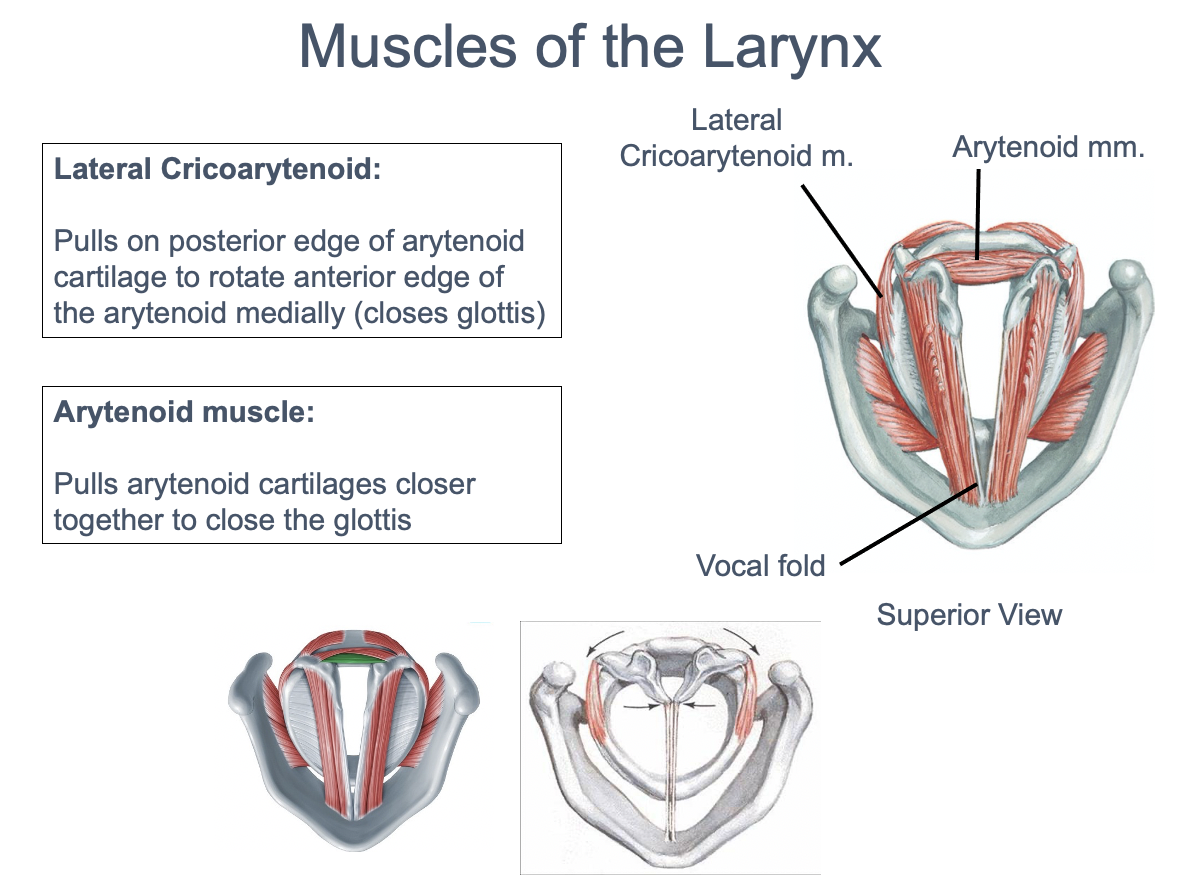 Muscles of the Larynx
Lateral Cricoarytenoid:
Pulls on posterior edge of arytenoid
cartilage to rotate anterior edge of
the arytenoid medially (closes glottis)
Arytenoid muscle:
Pulls arytenoid cartilages closer
together to close the glottis
Lateral
Cricoarytenoid m.
Arytenoid mm.
Vocal fold
Superior View